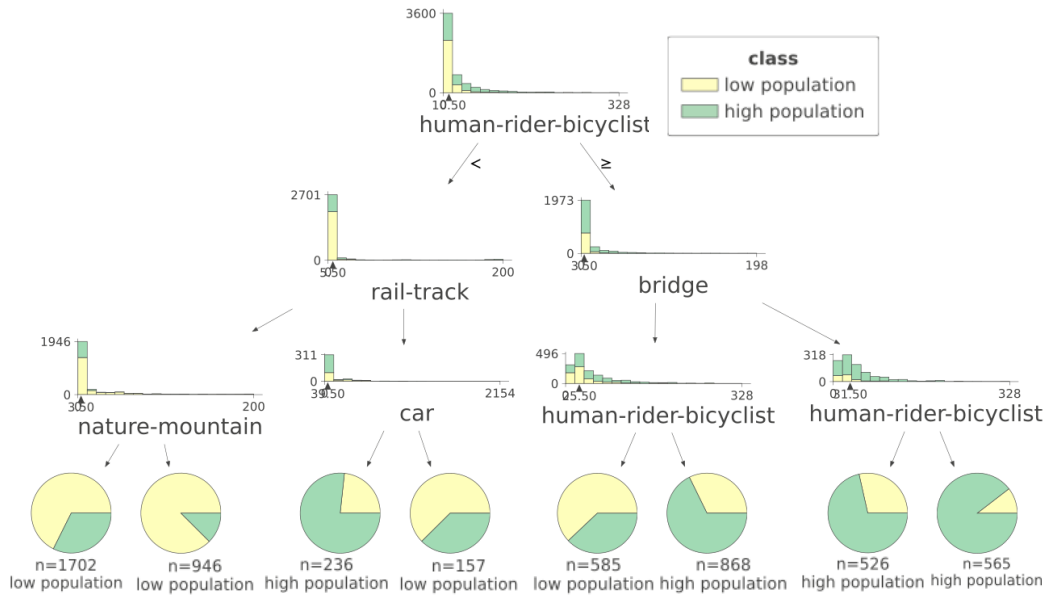 3600
0
10.50
328
human-rider-bicyclist
class
low population
high population
<
≥
2701
0
200
rail-track
1973
0
3.50
198
bridge
1946
0
3.50
200
nature-mountain
311
0
2154
car
496
328
human-rider-bicyclist
318
0
328
human-rider-bicyclist
n=1702
low population
n=946
low population
n=236
high population
n=157
low population
n=585
low population
n=868
high population
n=526
high population
n=565
high population